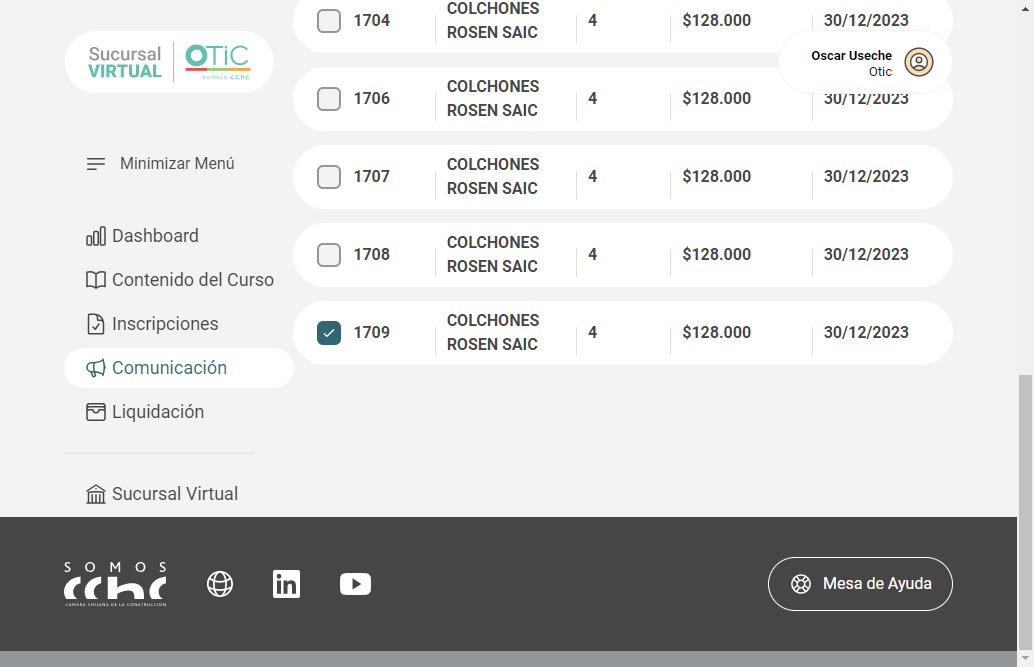 Sucursal
VIRTUAL
OTIC
somos cchc
Minimizar Menú
Dashboard
Contenido del Curso
Inscripciones
Comunicación
Liquidación
Sucursal Virtual
Oscar Useche
Otic
1704 COLCHONES ROSEN SAIC 4 $128.000 30/12/2023
1706 COLCHONES ROSEN SAIC 4 $128.000 30/12/2023
1707 COLCHONES ROSEN SAIC 4 $128.000 30/12/2023
1708 COLCHONES ROSEN SAIC 4 $128.000 30/12/2023
1709 COLCHONES ROSEN SAIC 4 $128.000 30/12/2023
SOMOS
cchc
CAMARA CHILENA DE LA CONSTRUCCION
in
Mesa de Ayuda